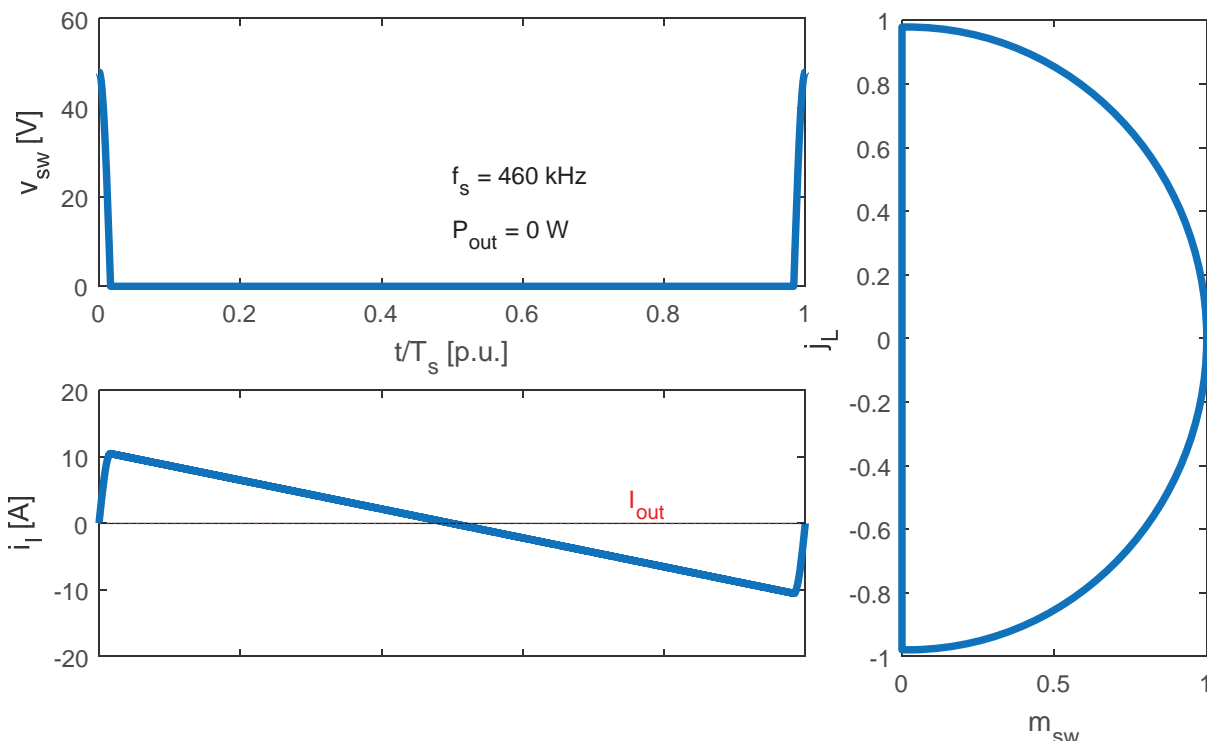 60
40
20
0
v_sw [V]
f_s = 460 kHz
P_out = 0 W
0 0.2 0.4 0.6 0.8 1
t/T_s [p.u.]
20
10
0
-10
-20
i_l [A]
I_out
1
0.8
0.6
0.4
0.2
0
-0.2
-0.4
-0.6
-0.8
-1
j_L
0 0.5 1
m_sw